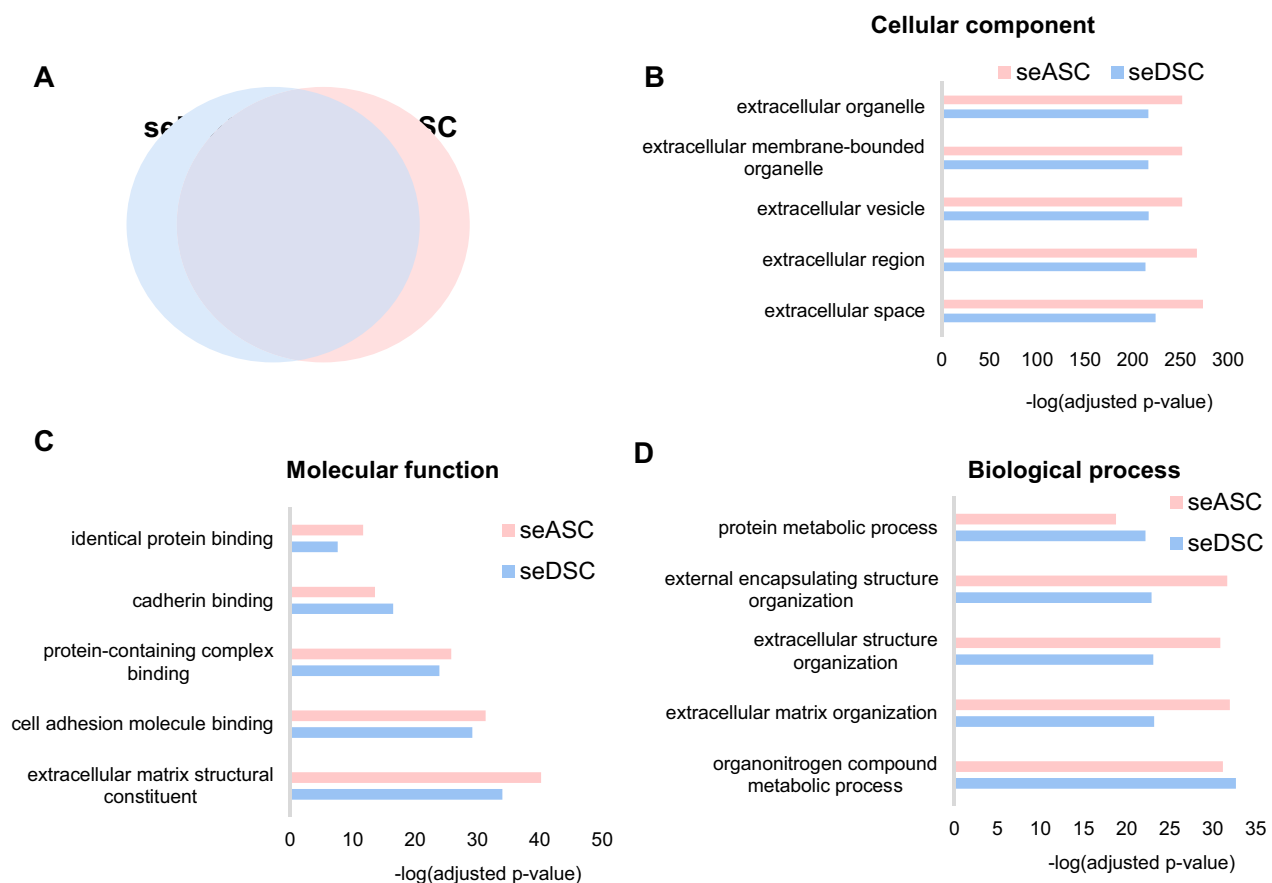 A
se
SC
Cellular component
B
seASC seDSC
extracellular organelle
extracellular membrane-bounded
organelle
extracellular vesicle
extracellular region
extracellular space
0 50 100 150 200 250 300
-log(adjusted p-value)
C
Molecular function
seASC
seDSC
identical protein binding
cadherin binding
protein-containing complex
binding
cell adhesion molecule binding
extracellular matrix structural
constituent
0 10 20 30 40 50
-log(adjusted p-value)
D
Biological process
seASC
seDSC
protein metabolic process
external encapsulating structure
organization
extracellular structure
organization
extracellular matrix organization
organonitrogen compound
metabolic process
0 5 10 15 20 25 30 35
-log(adjusted p-value)